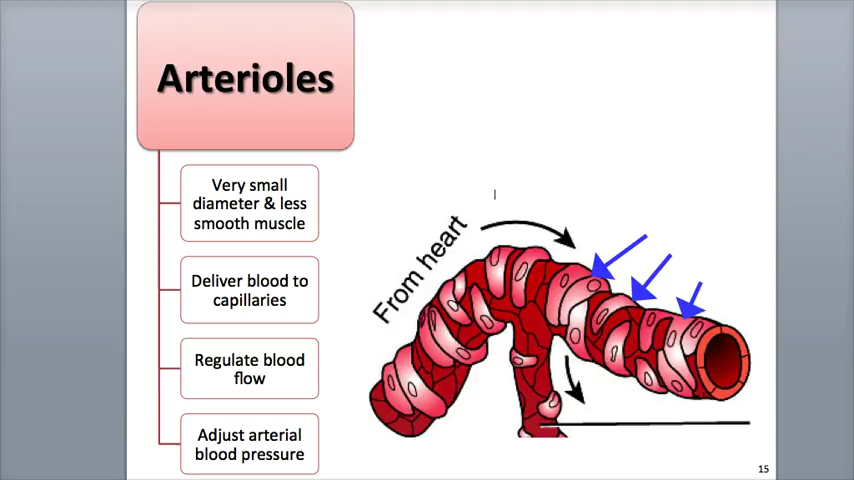 Arterioles
Very small
diameter & less
smooth muscle
Deliver blood to
capillaries
Regulate blood
flow
Adjust arterial
blood pressure
From heart
15